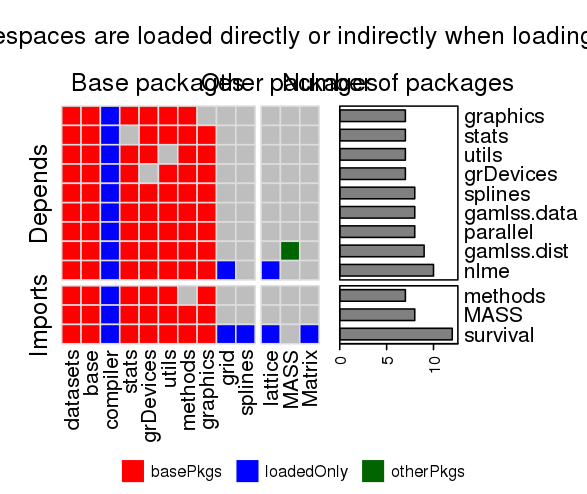 espaces are loaded directly or indirectly when loading
Base packages
Other packages
Number of packages
Depends
Imports
graphics
stats
utils
grDevices
splines
gamlss.data
parallel
gamlss.dist
nlme
methods
MASS
survival
0 5 10
datasets base compiler stats grDevices utils methods graphics grid splines lattice MASS Matrix
basePkgs loadedOnly otherPkgs